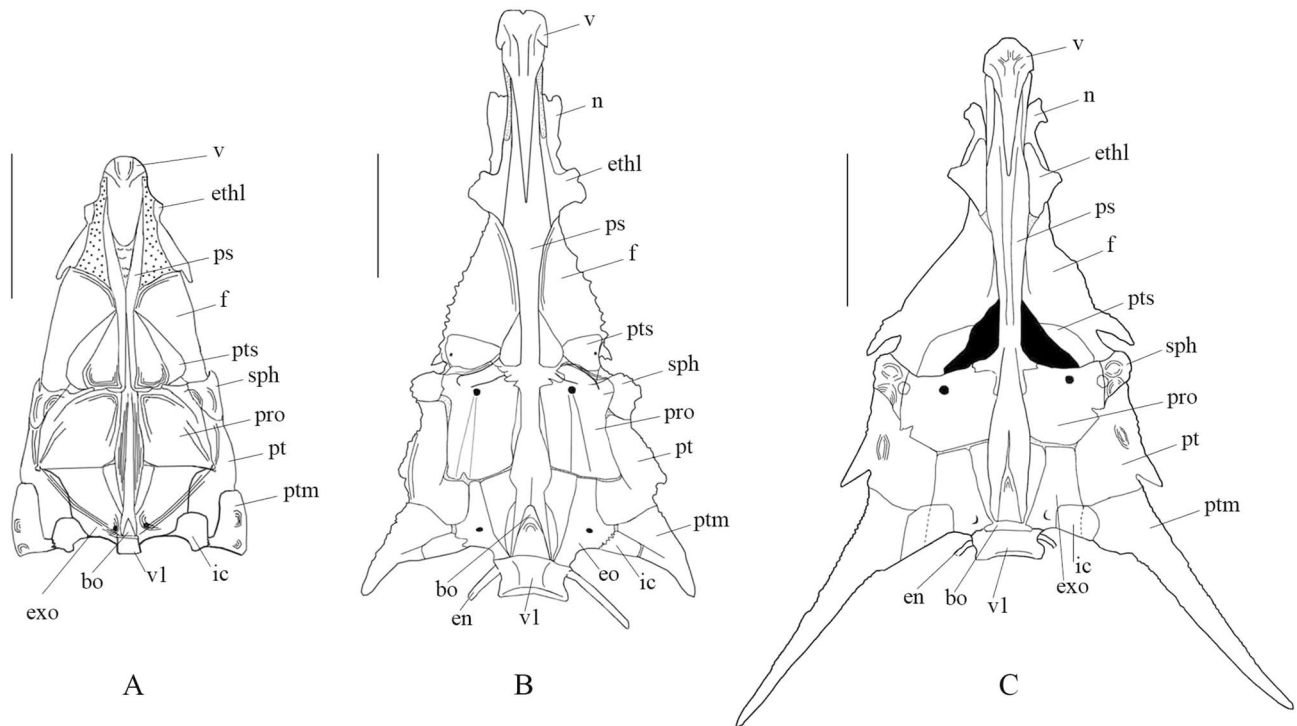 v
ethl
ps
f
pts
sph
pro
pt
ptm
ic
v1
bo
exo
A
v
n
ethl
ps
f
pts
sph
pro
pt
ptm
ic
eo
v1
en
bo
B
v
n
ethl
ps
f
pts
sph
pro
pt
ptm
ic
exo
v1
bo
en
C